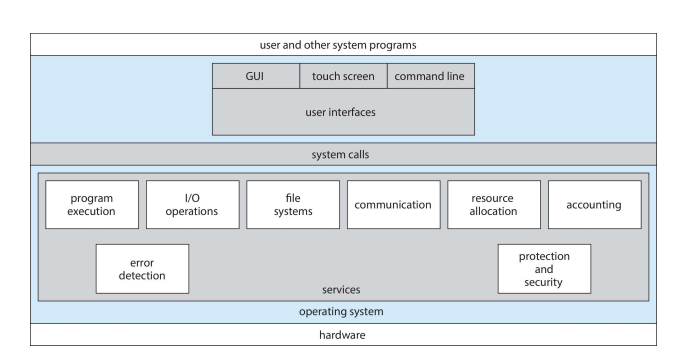 user and other system programs
GUI
touch screen
command line
user interfaces
system calls
program
execution
I/O
operations
file
systems
communication
resource
allocation
accounting
error
detection
protection
and
security
services
operating system
hardware